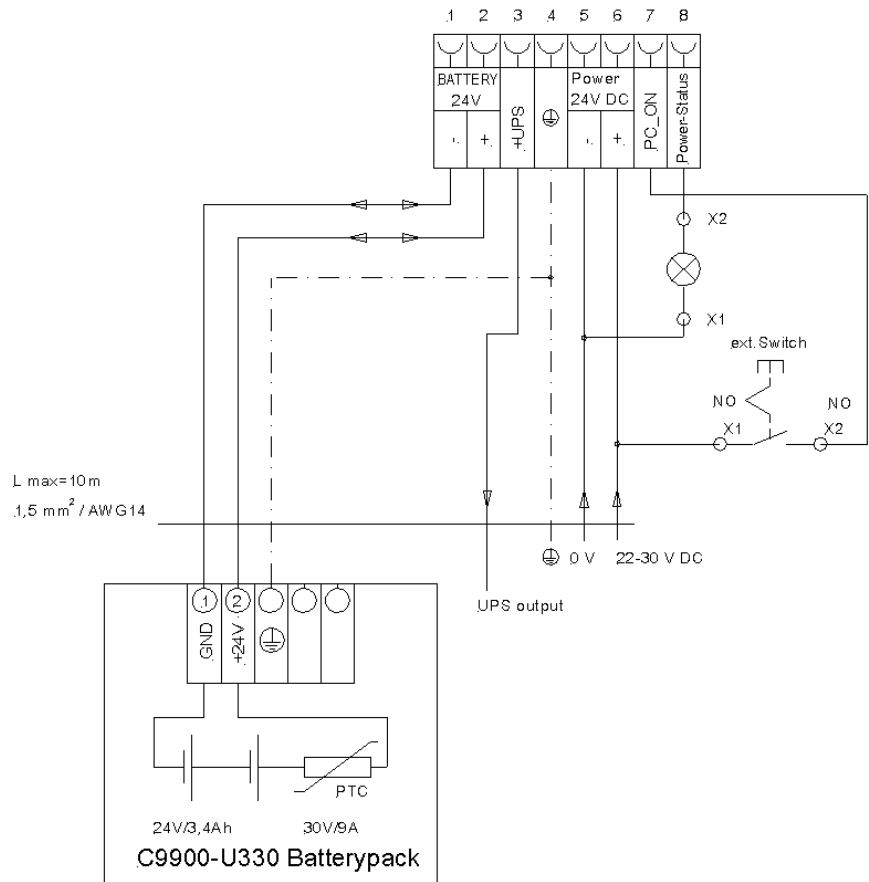 1 2 3 4 5 6 7 8
BATTERY
24V
- +
+UPS
Power
24V DC
- +
PC_ON
Power-Status
X2
X1
ext.Switch
NO NO
X1 X2
L max=10m
1,5 mm² / AWG14
0 V 22-30 V DC
UPS output
1 2
GND
+24V
PTC
24V/3,4Ah 30V/9A
C9900-U330 Batterypack